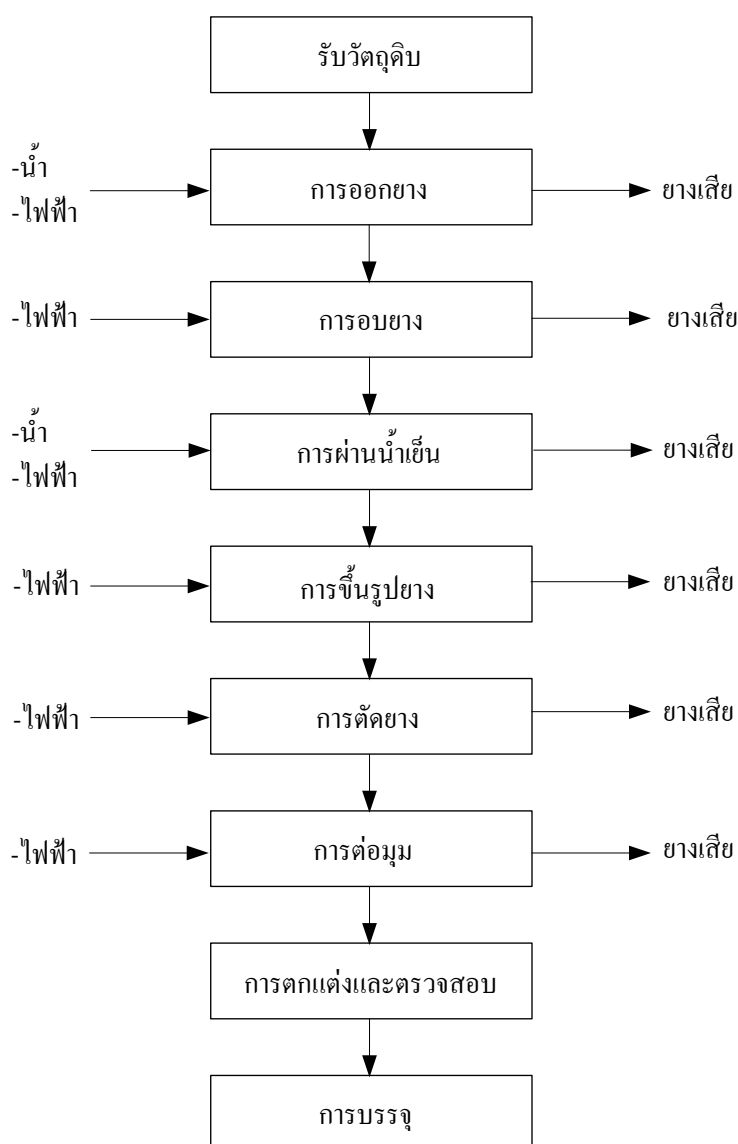 รับวัตถุดิบ
-น้ำ
-ไฟฟ้า
การออกยาง
ยางเสีย
-ไฟฟ้า
การอบยาง
ยางเสีย
-น้ำ
-ไฟฟ้า
การผ่านน้ำเย็น
ยางเสีย
-ไฟฟ้า
การขึ้นรูปยาง
ยางเสีย
-ไฟฟ้า
การตัดยาง
ยางเสีย
-ไฟฟ้า
การต่อมุม
ยางเสีย
การตกแต่งและตรวจสอบ
การบรรจุ